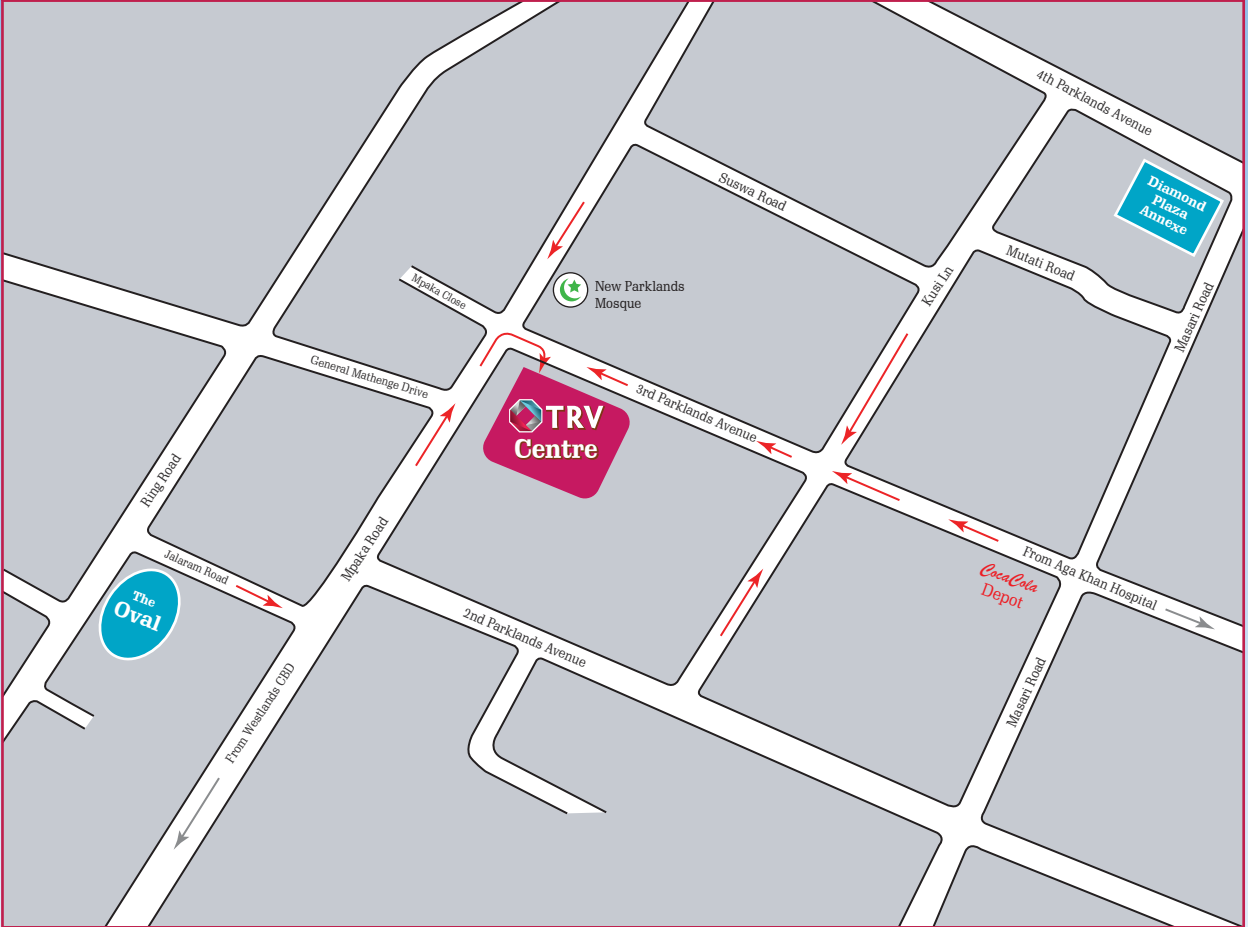 4th Parklands Avenue
Diamond
Plaza
Annexe
Suswa Road
Mutati Road
Kusi Ln
Mpaka Close
New Parklands
Mosque
Masari Road
General Mathenge Drive
3rd Parklands Avenue
TRV
Centre
Ring Road
Mpaka Road
Jalaram Road
From Aga Khan Hospital
CocaCola
Depot
The
Oval
2nd Parklands Avenue
From Westlands CBD
Masari Road